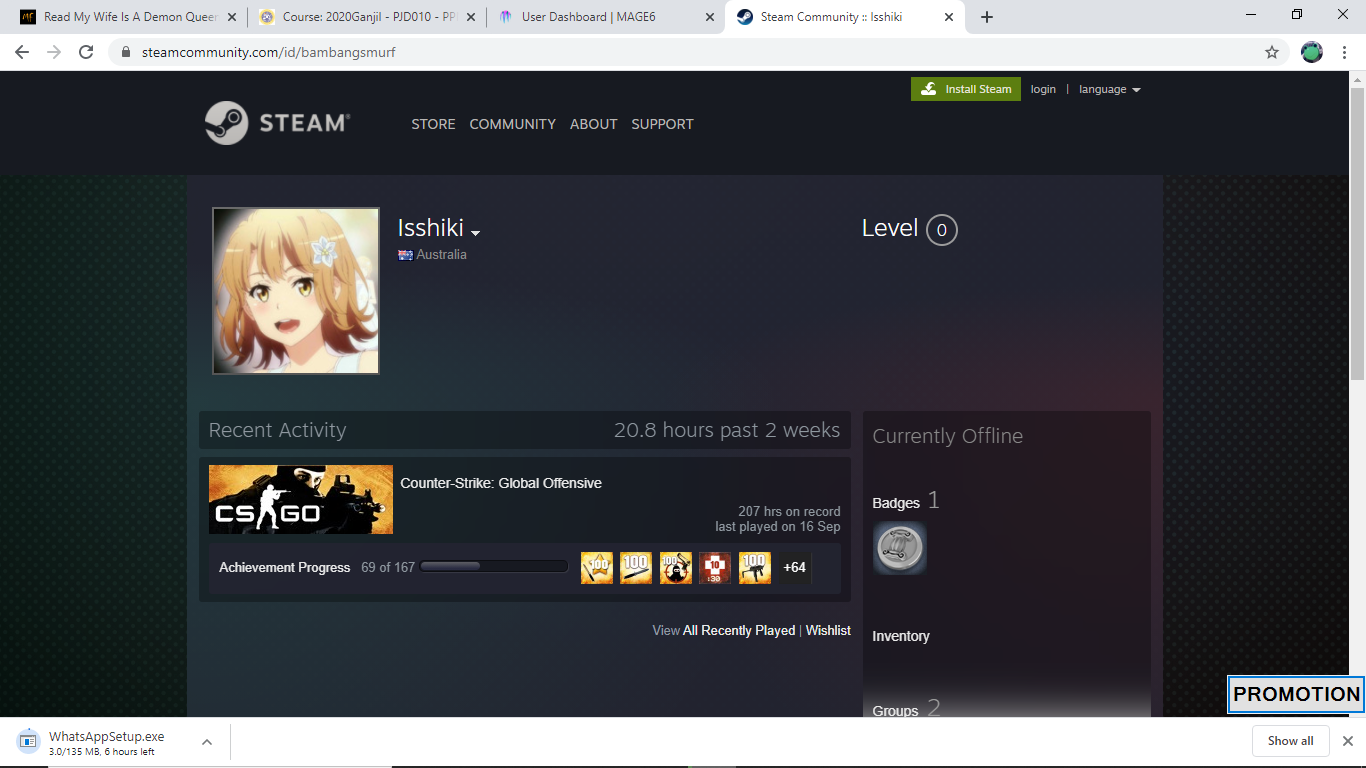 Read My Wife Is A Demon Queen
Course: 2020Ganjil - PJD010 - PP
User Dashboard | MAGE6
Steam Community :: Isshiki
steamcommunity.com/id/bambangsmurf
Install Steam
login | language
STEAM®
STORE COMMUNITY ABOUT SUPPORT
Isshiki
Australia
Level 0
Recent Activity 20.8 hours past 2 weeks
CS GO
Counter-Strike: Global Offensive
207 hrs on record
last played on 16 Sep
Achievement Progress 69 of 167
100
100
100
10
:30
100
+64
View All Recently Played | Wishlist
Currently Offline
Badges 1
Inventory
Groups 2
PROMOTION
WhatsAppSetup.exe
3.0/135 MB, 6 hours left
Show all